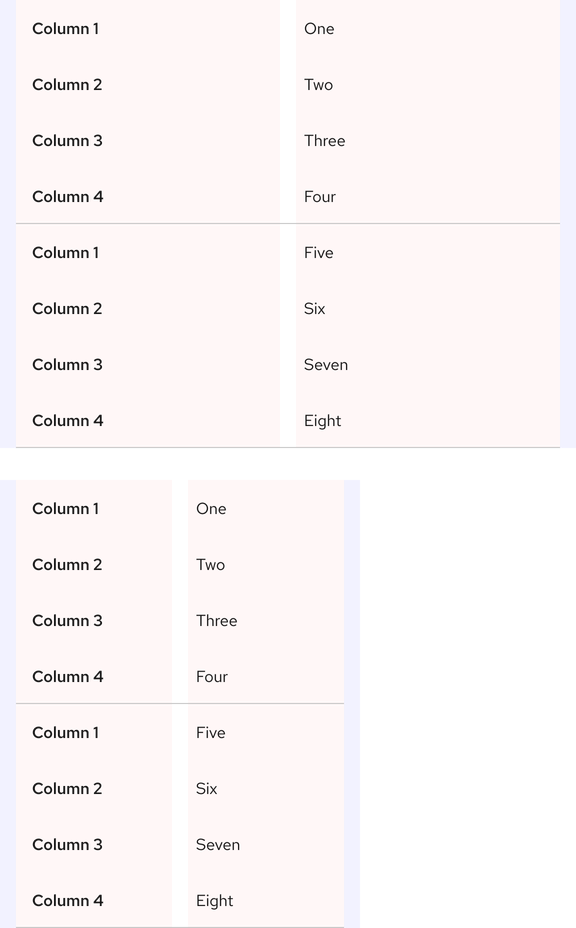 Column 1 One
Column 2 Two
Column 3 Three
Column 4 Four
Column 1 Five
Column 2 Six
Column 3 Seven
Column 4 Eight
Column 1 One
Column 2 Two
Column 3 Three
Column 4 Four
Column 1 Five
Column 2 Six
Column 3 Seven
Column 4 Eight